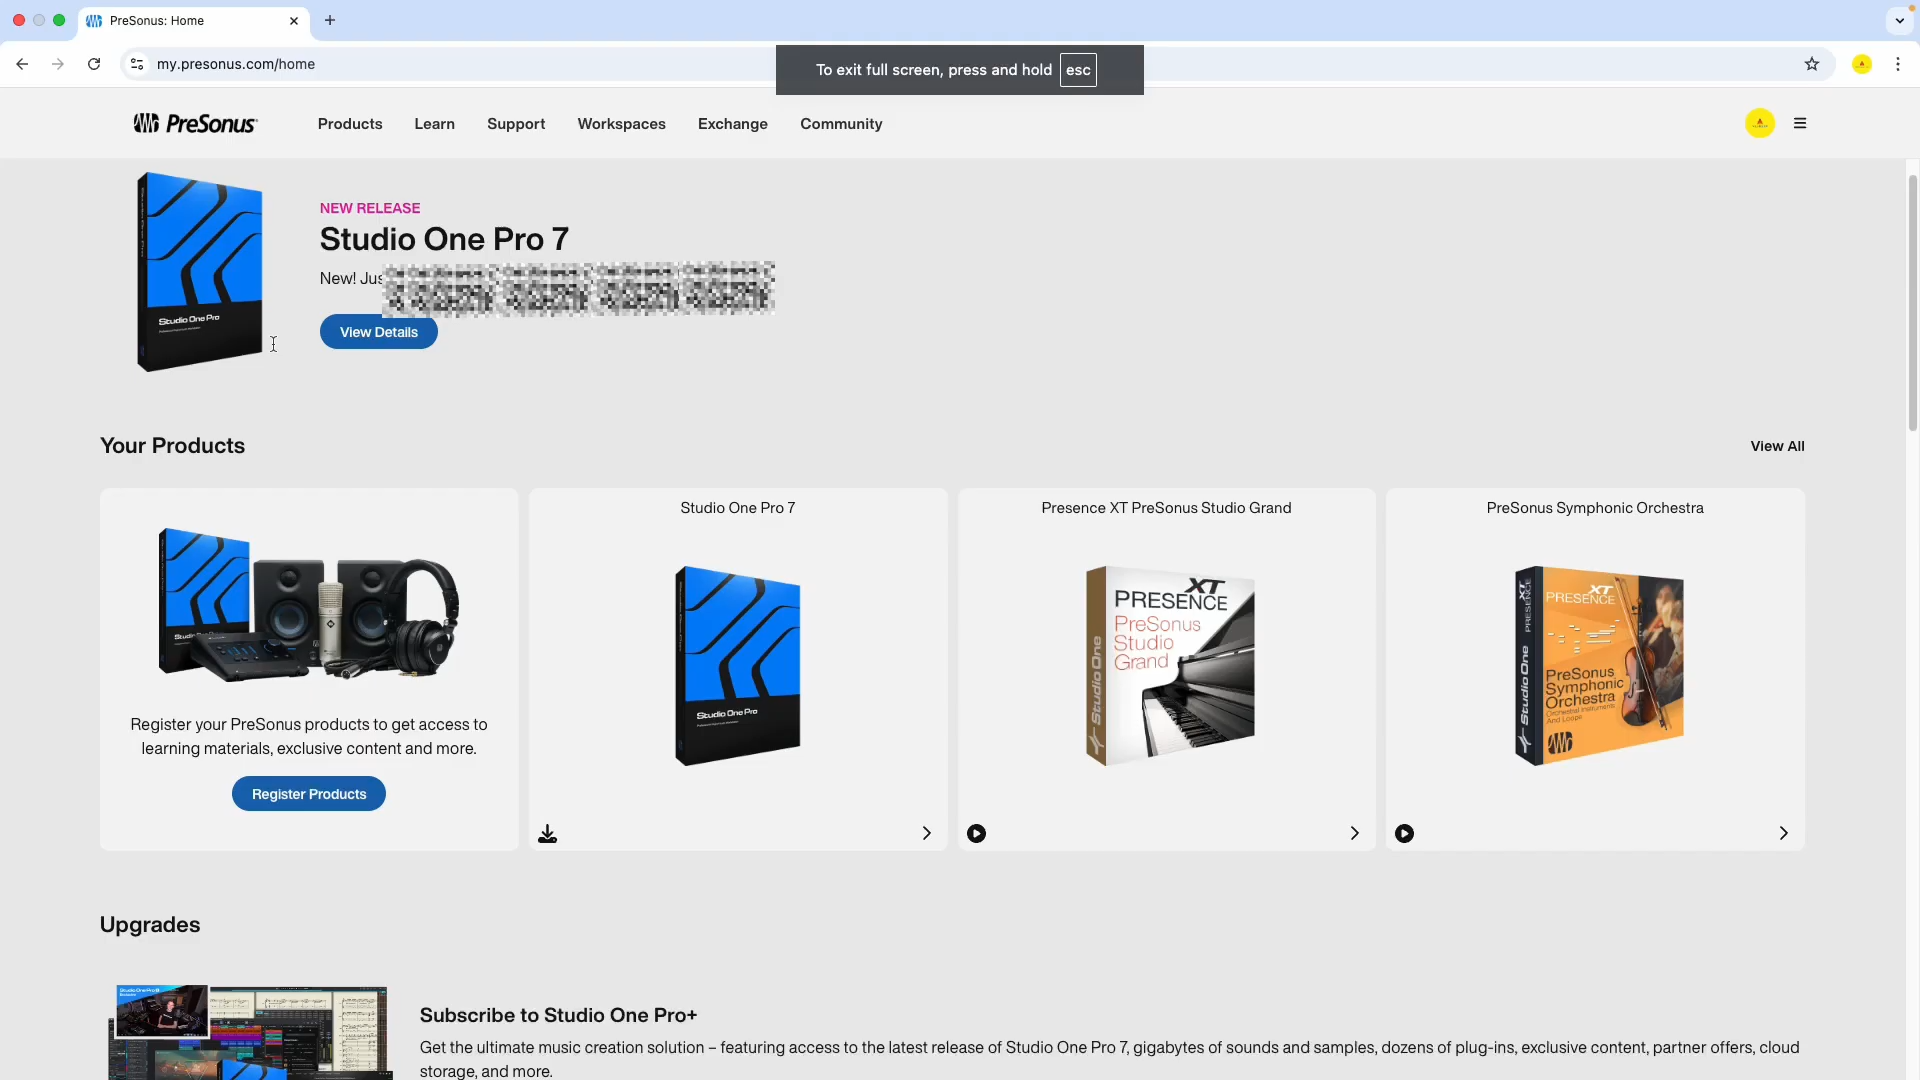 PreSonus: Home
my.presonus.com/home
To exit full screen, press and hold esc
PreSonus
Products Learn Support Workspaces Exchange Community
NEW RELEASE
Studio One Pro 7
New!
View Details
Studio One Pro
Your Products
View All
Register your PreSonus products to get access to
learning materials, exclusive content and more.
Register Products
Studio One Pro 7
Studio One Pro
Presence XT PreSonus Studio Grand
XT
PRESENCE
PreSonus
Studio
Grand
Studio One
PreSonus Symphonic Orchestra
XT
PRESENCE
PreSonus
Symphonic
Orchestra
Orchestral Instruments
And Loops
XT
PRESENCE
Studio One
Upgrades
Subscribe to Studio One Pro+
Get the ultimate music creation solution – featuring access to the latest release of Studio One Pro 7, gigabytes of sounds and samples, dozens of plug-ins, exclusive content, partner offers, cloud
storage, and more.